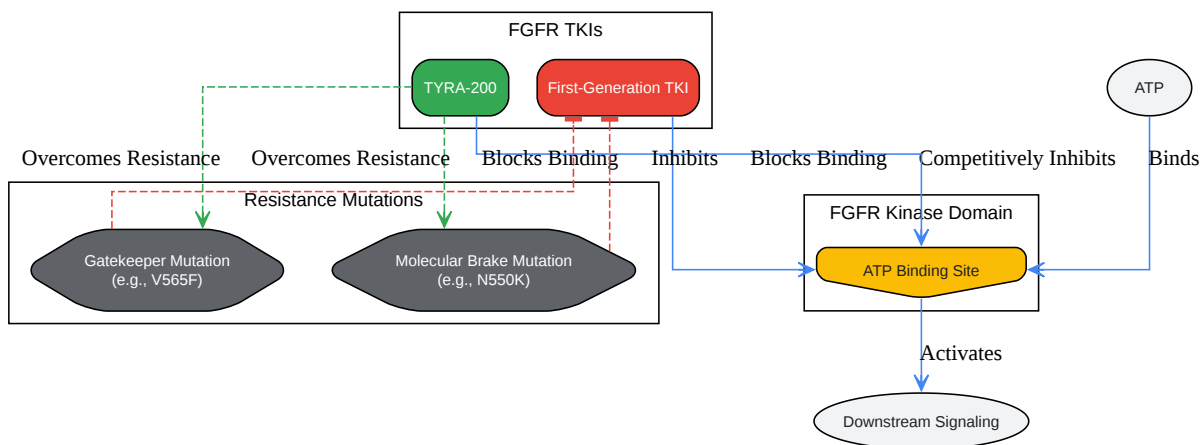 FGFR TKIs
TYRA-200
First-Generation TKI
ATP
Overcomes Resistance
Overcomes Resistance
Blocks Binding
Inhibits
Blocks Binding
Competitively Inhibits
Binds
Resistance Mutations
FGFR Kinase Domain
Gatekeeper Mutation
(e.g., V565F)
Molecular Brake Mutation
(e.g., N550K)
ATP Binding Site
Activates
Downstream Signaling